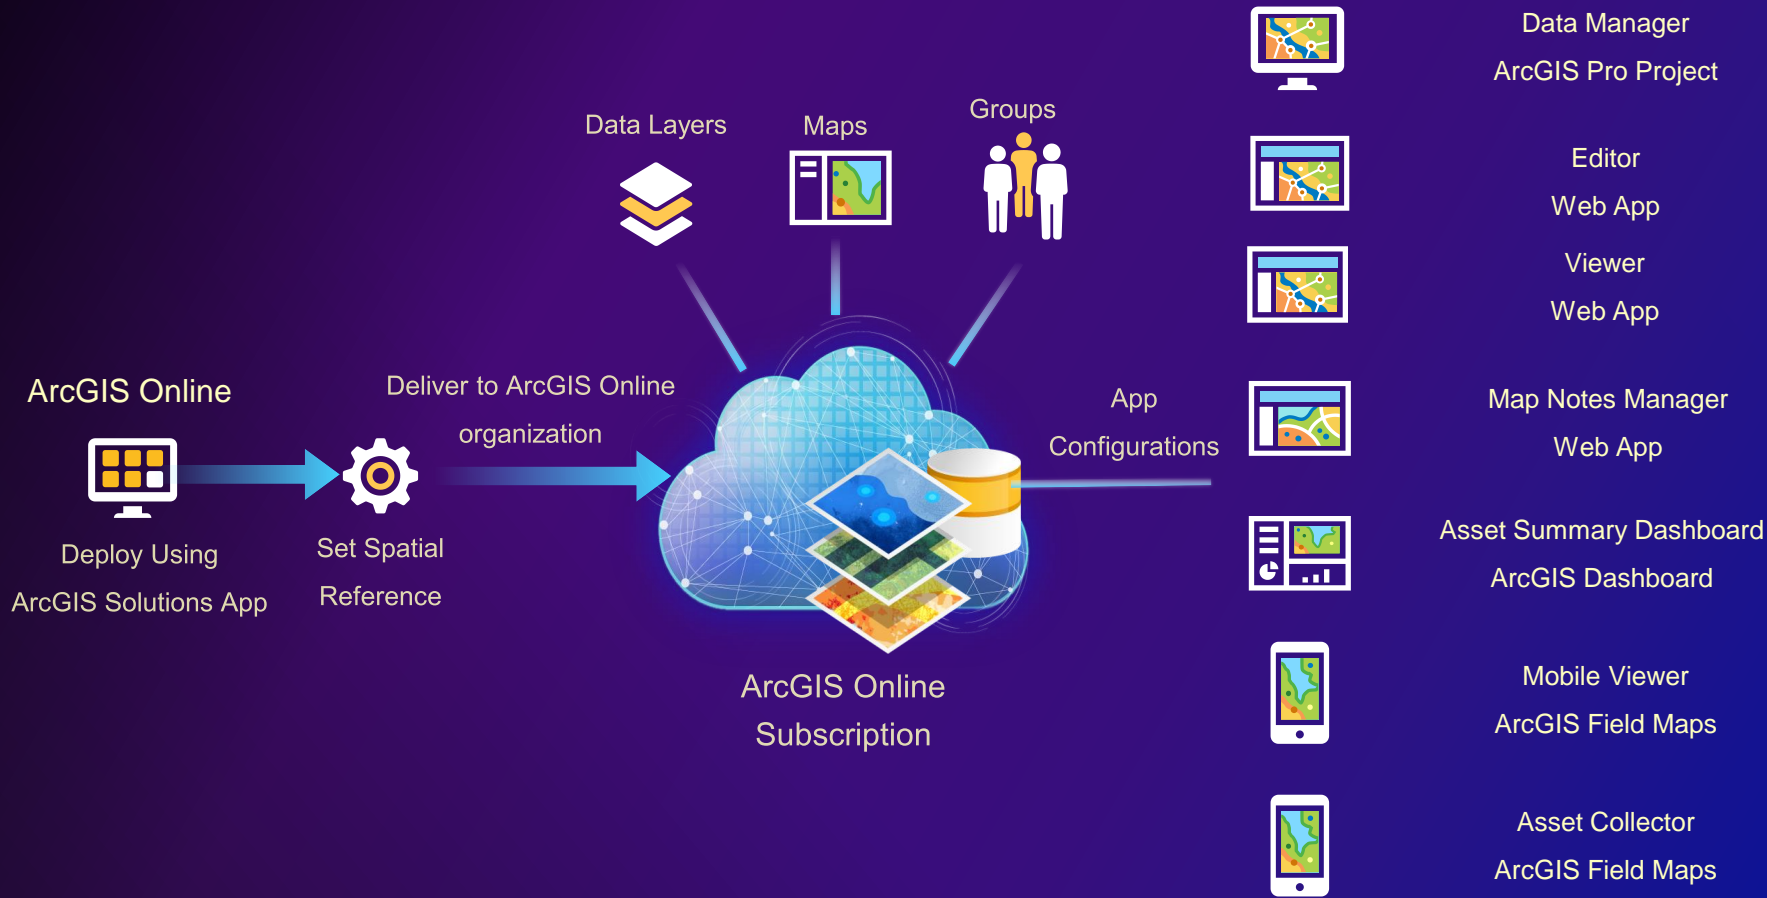 ArcGIS Online
Deploy Using
ArcGIS Solutions App
Set Spatial
Reference
Deliver to ArcGIS Online
organization
Data Layers
Maps
Groups
ArcGIS Online
Subscription
App
Configurations
Data Manager
ArcGIS Pro Project
Editor
Web App
Viewer
Web App
Map Notes Manager
Web App
Asset Summary Dashboard
ArcGIS Dashboard
Mobile Viewer
ArcGIS Field Maps
Asset Collector
ArcGIS Field Maps